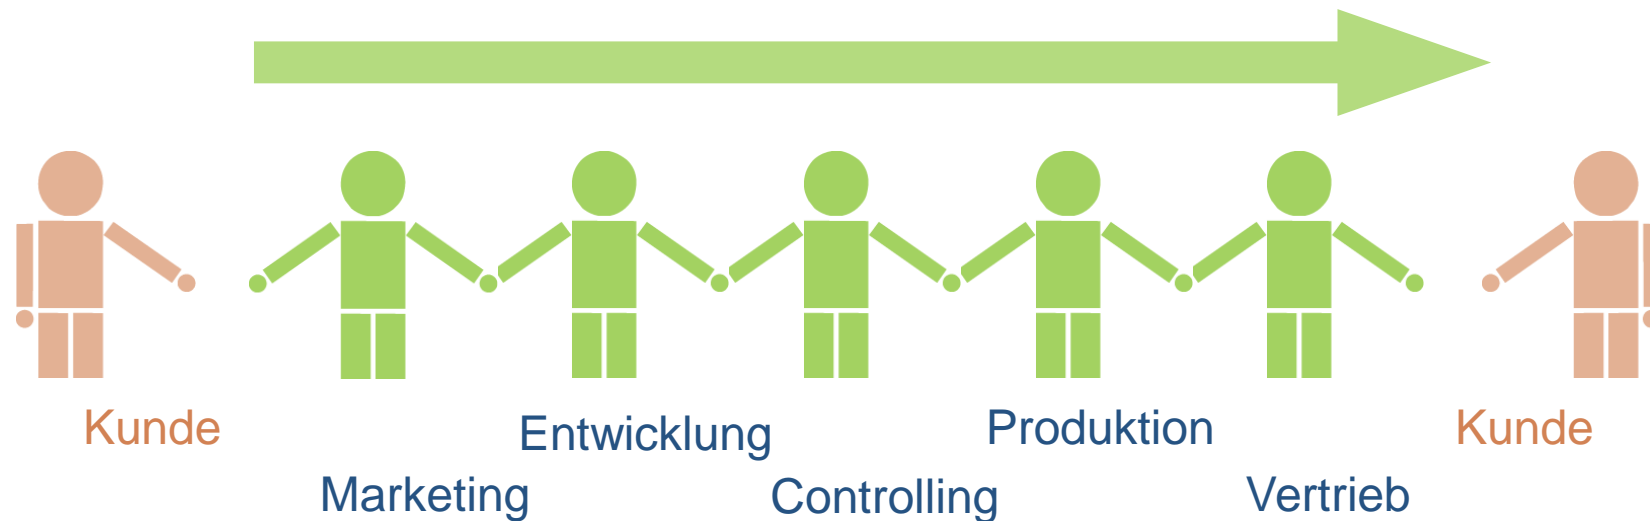 Kunde
Marketing
Entwicklung
Controlling
Produktion
Vertrieb
Kunde